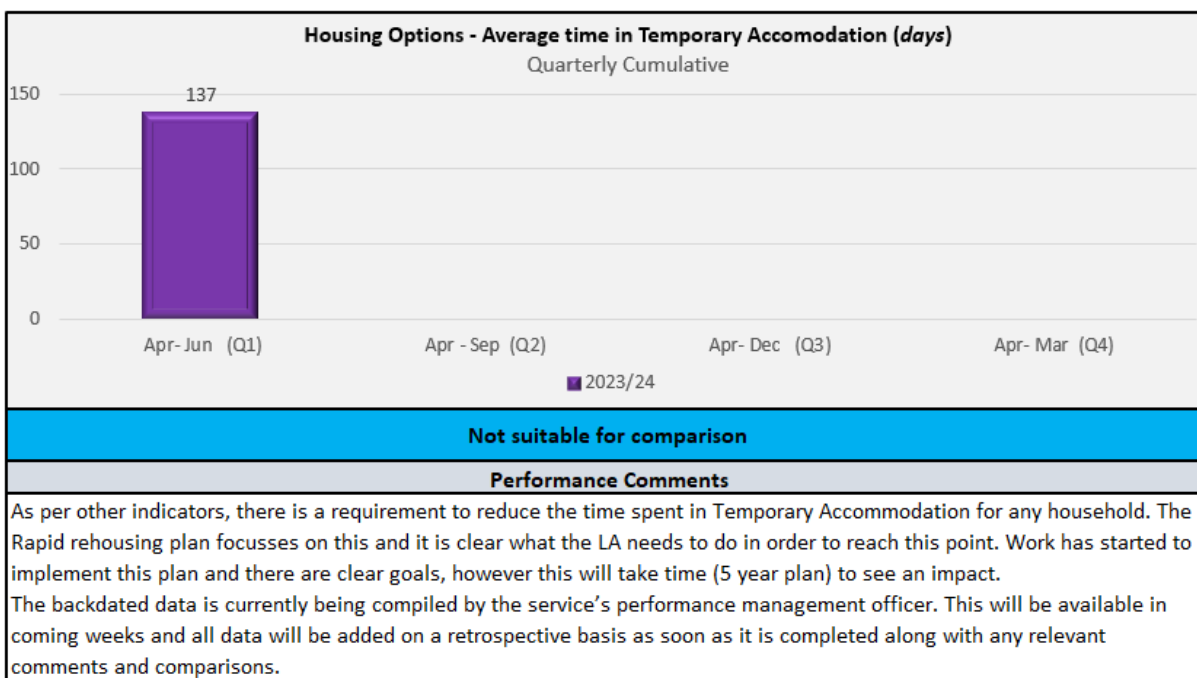 Housing Options - Average time in Temporary Accomodation (days)
Quarterly Cumulative
150
137
100
50
0
Apr- Jun (Q1)
Apr - Sep (Q2)
Apr- Dec (Q3)
Apr- Mar (Q4)
2023/24
Not suitable for comparison
Performance Comments
As per other indicators, there is a requirement to reduce the time spent in Temporary Accommodation for any household. The
Rapid rehousing plan focusses on this and it is clear what the LA needs to do in order to reach this point. Work has started to
implement this plan and there are clear goals, however this will take time (5 year plan) to see an impact.
The backdated data is currently being compiled by the service's performance management officer. This will be available in
coming weeks and all data will be added on a retrospective basis as soon as it is completed along with any relevant
comments and comparisons.